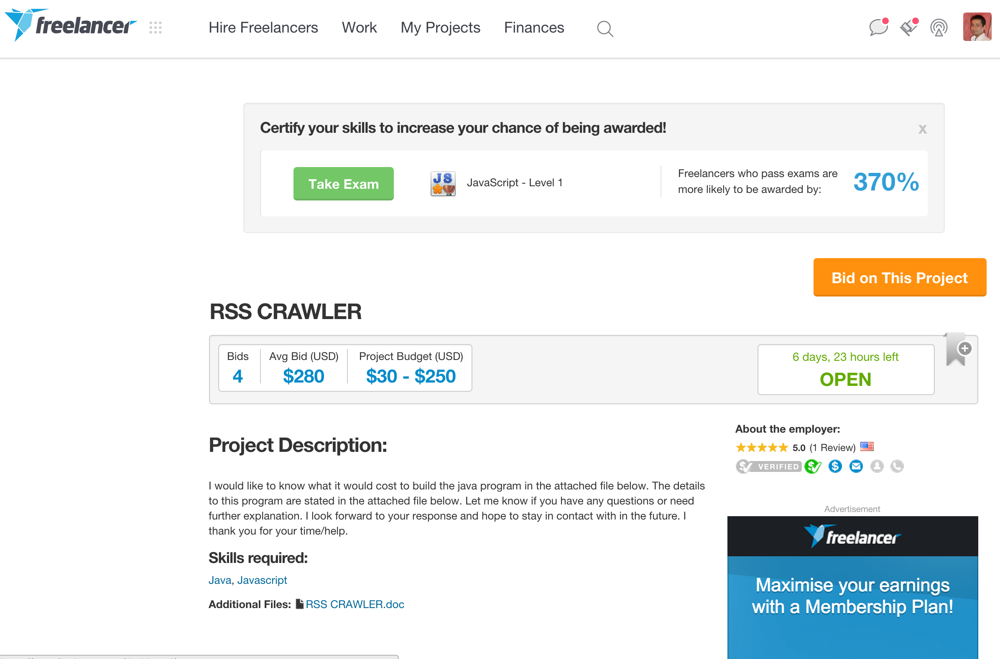 freelancer
Hire Freelancers Work My Projects Finances
Certify your skills to increase your chance of being awarded!
x
Take Exam
JS
JavaScript - Level 1
Freelancers who pass exams are
more likely to be awarded by:
370%
Bid on This Project
RSS CRAWLER
Bids
4
Avg Bid (USD)
$280
Project Budget (USD)
$30 - $250
6 days, 23 hours left
OPEN
Project Description:
I would like to know what it would cost to build the java program in the attached file below. The details
to this program are stated in the attached file below. Let me know if you have any questions or need
further explanation. I look forward to your response and hope to stay in contact with in the future. I
thank you for your time/help.
Skills required:
Java, Javascript
Additional Files: RSS CRAWLER.doc
About the employer:
5.0 (1 Review)
VERIFIED
Advertisement
freelancer
Maximise your earnings
with a Membership Plan!